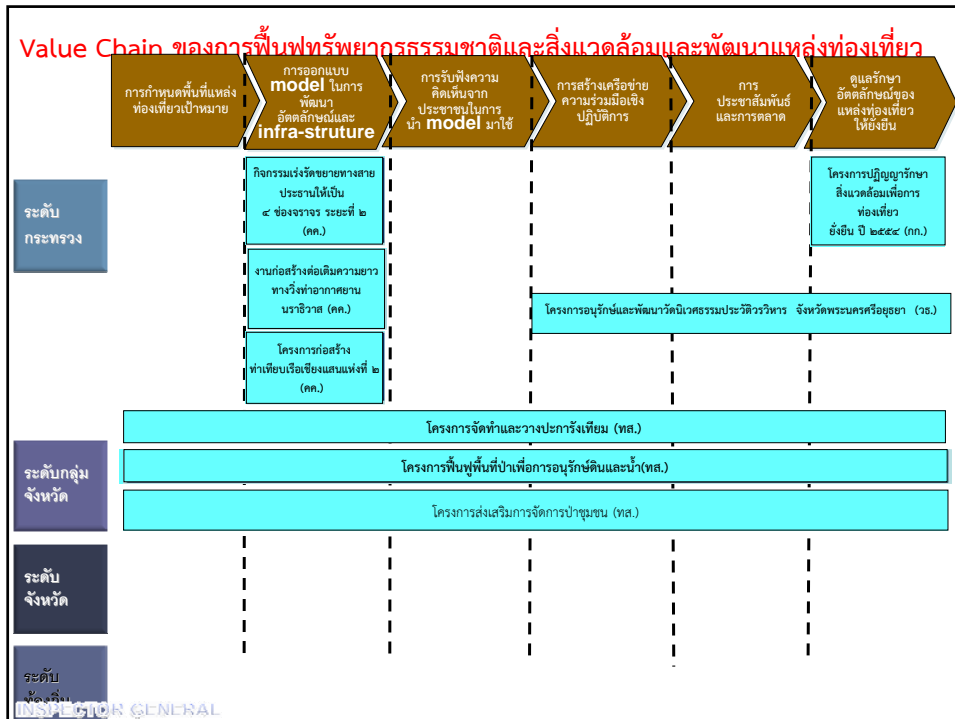 Value Chain ของการฟื้นฟูทรัพยากรธรรมชาติและสิ่งแวดล้อมและพัฒนาแหล่งท่องเที่ยว
การกำหนดพื้นที่แหล่ง
ท่องเที่ยวเป้าหมาย
การออกแบบ
model ในการ
พัฒนา
อัตตลักษณ์และ
infra-struture
การรับฟังความ
คิดเห็นจาก
ประชาชนในการ
นำ model มาใช้
การสร้างเครือข่าย
ความร่วมมือเชิง
ปฏิบัติการ
การ
ประชาสัมพันธ์
และการตลาด
ดูแลรักษา
อัตตลักษณ์ของ
แหล่งท่องเที่ยว
ให้ยั่งยืน
ระดับ
กระทรวง
กิจกรรมเร่งรัดขยายทางสาย
ประธานให้เป็น
๔ ช่องจราจร ระยะที่ ๒
(คค.)
โครงการปฏิญญารักษา
สิ่งแวดล้อมเพื่อการ
ท่องเที่ยว
ยั่งยืน ปี ๒๕๕๔ (กก.)
งานก่อสร้างต่อเติมความยาว
ทางวิ่งท่าอากาศยาน
นราธิวาส (คค.)
โครงการอนุรักษ์และพัฒนาวัดนิเวศธรรมประวัติวรวิหาร จังหวัดพระนครศรีอยุธยา (วธ.)
โครงการก่อสร้าง
ท่าเทียบเรือเชียงแสนแห่งที่ ๒
(คค.)
โครงการจัดทำและวางปะการังเทียม (ทส.)
ระดับกลุ่ม
จังหวัด
โครงการฟื้นฟูพื้นที่ป่าเพื่อการอนุรักษ์ดินและน้ำ(ทส.)
โครงการส่งเสริมการจัดการป่าชุมชน (ทส.)
ระดับ
จังหวัด
ระดับ
ท้องถิ่น
INSPECTOR GENERAL